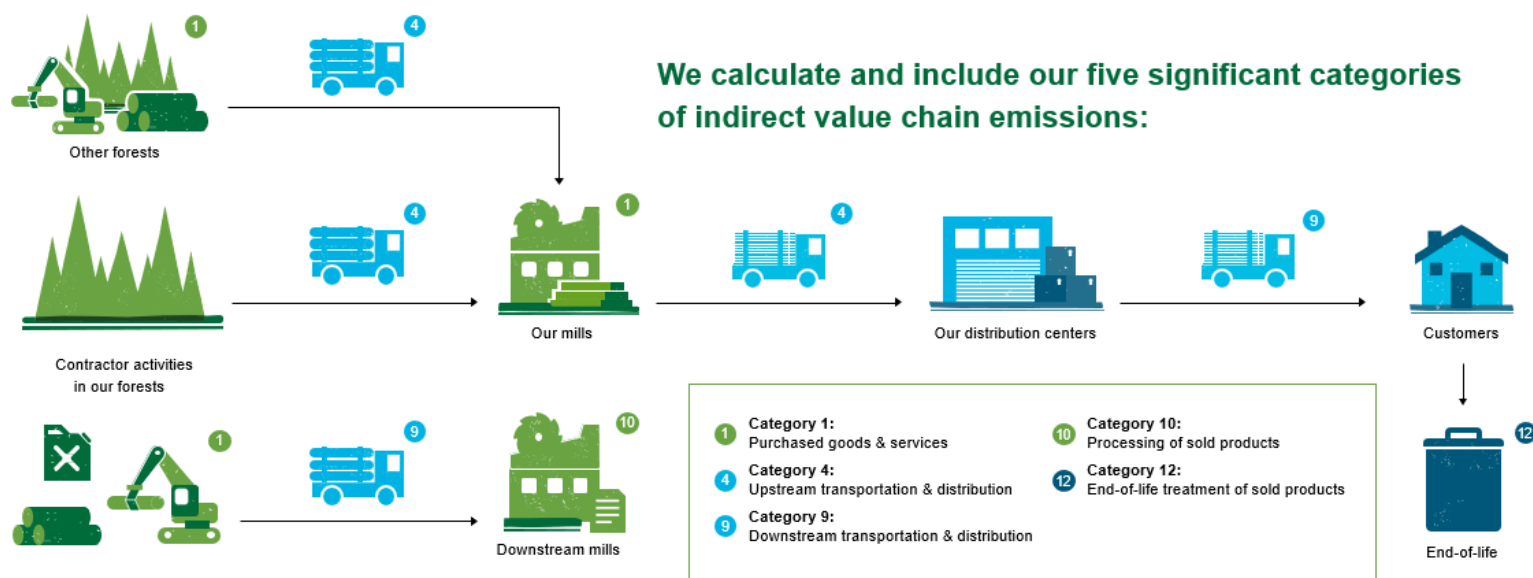 1
4
We calculate and include our five significant categories
of indirect value chain emissions:
Other forests
4
1
4
9
Our mills
Our distribution centers
Customers
Contractor activities
in our forests
1
9
10
12
Downstream mills
End-of-life
1
Category 1:
Purchased goods & services
4
Category 4:
Upstream transportation & distribution
9
Category 9:
Downstream transportation & distribution
10
Category 10:
Processing of sold products
12
Category 12:
End-of-life treatment of sold products